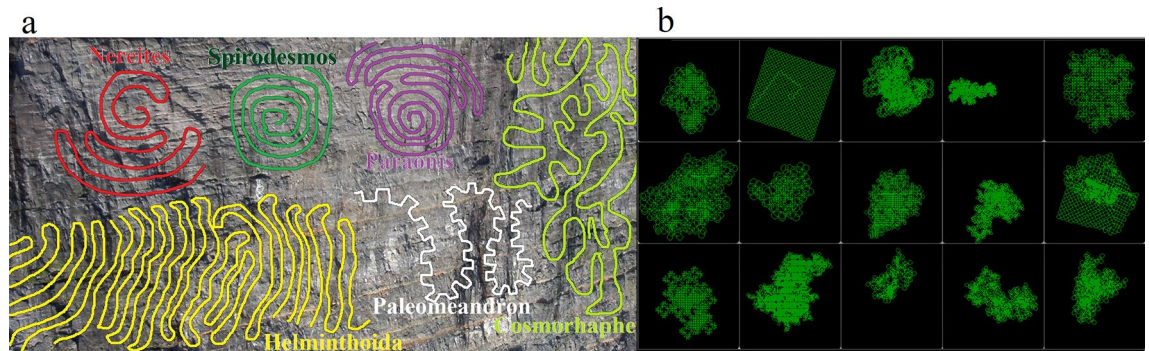 a
b
Nereites
Spirodesmos
Paraonis
Paleomeandron
Cosmorhaphe
Helminthoida